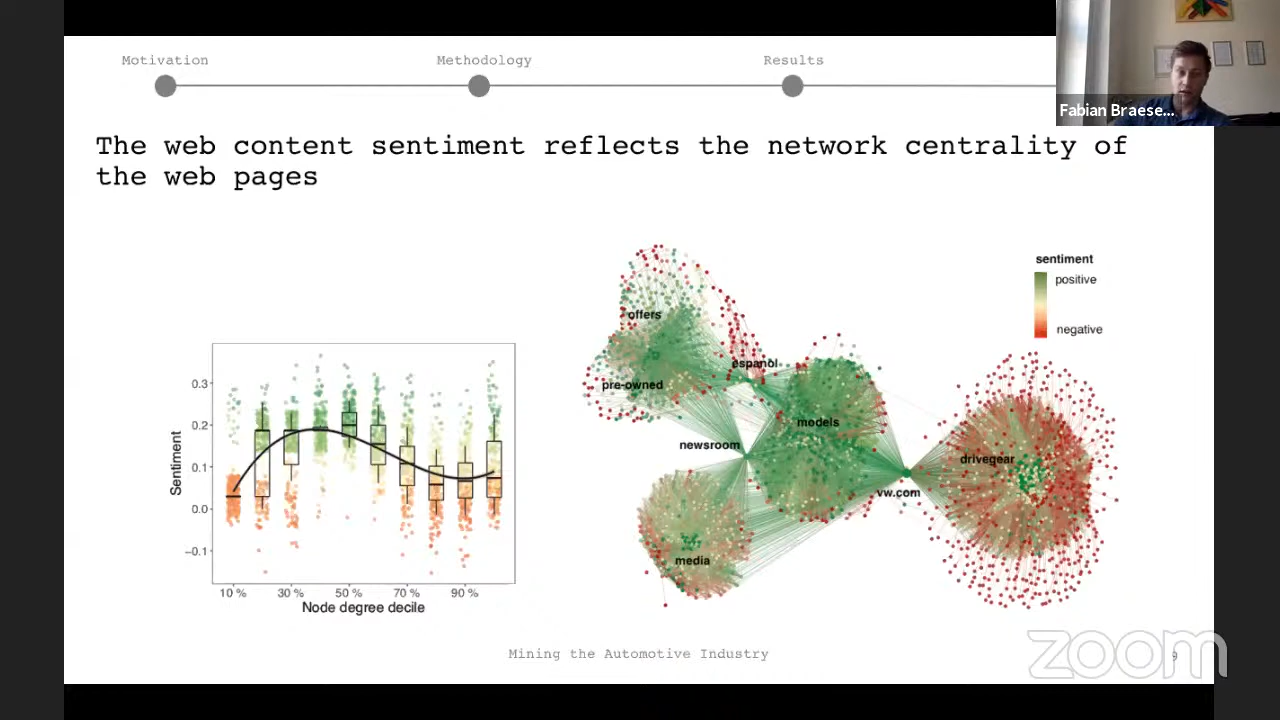 Motivation
Methodology
Results
Fabian Braese...
The web content sentiment reflects the network centrality of
the web pages
sentiment
positive
negative
offers
espanol
pre-owned
models
newsroom
drivegear
vw.com
media
Sentiment
0.3
0.2
0.1
0.0
-0.1
10 %
30 %
50 %
70 %
90 %
Node degree decile
Mining the Automotive Industry
zoom
9